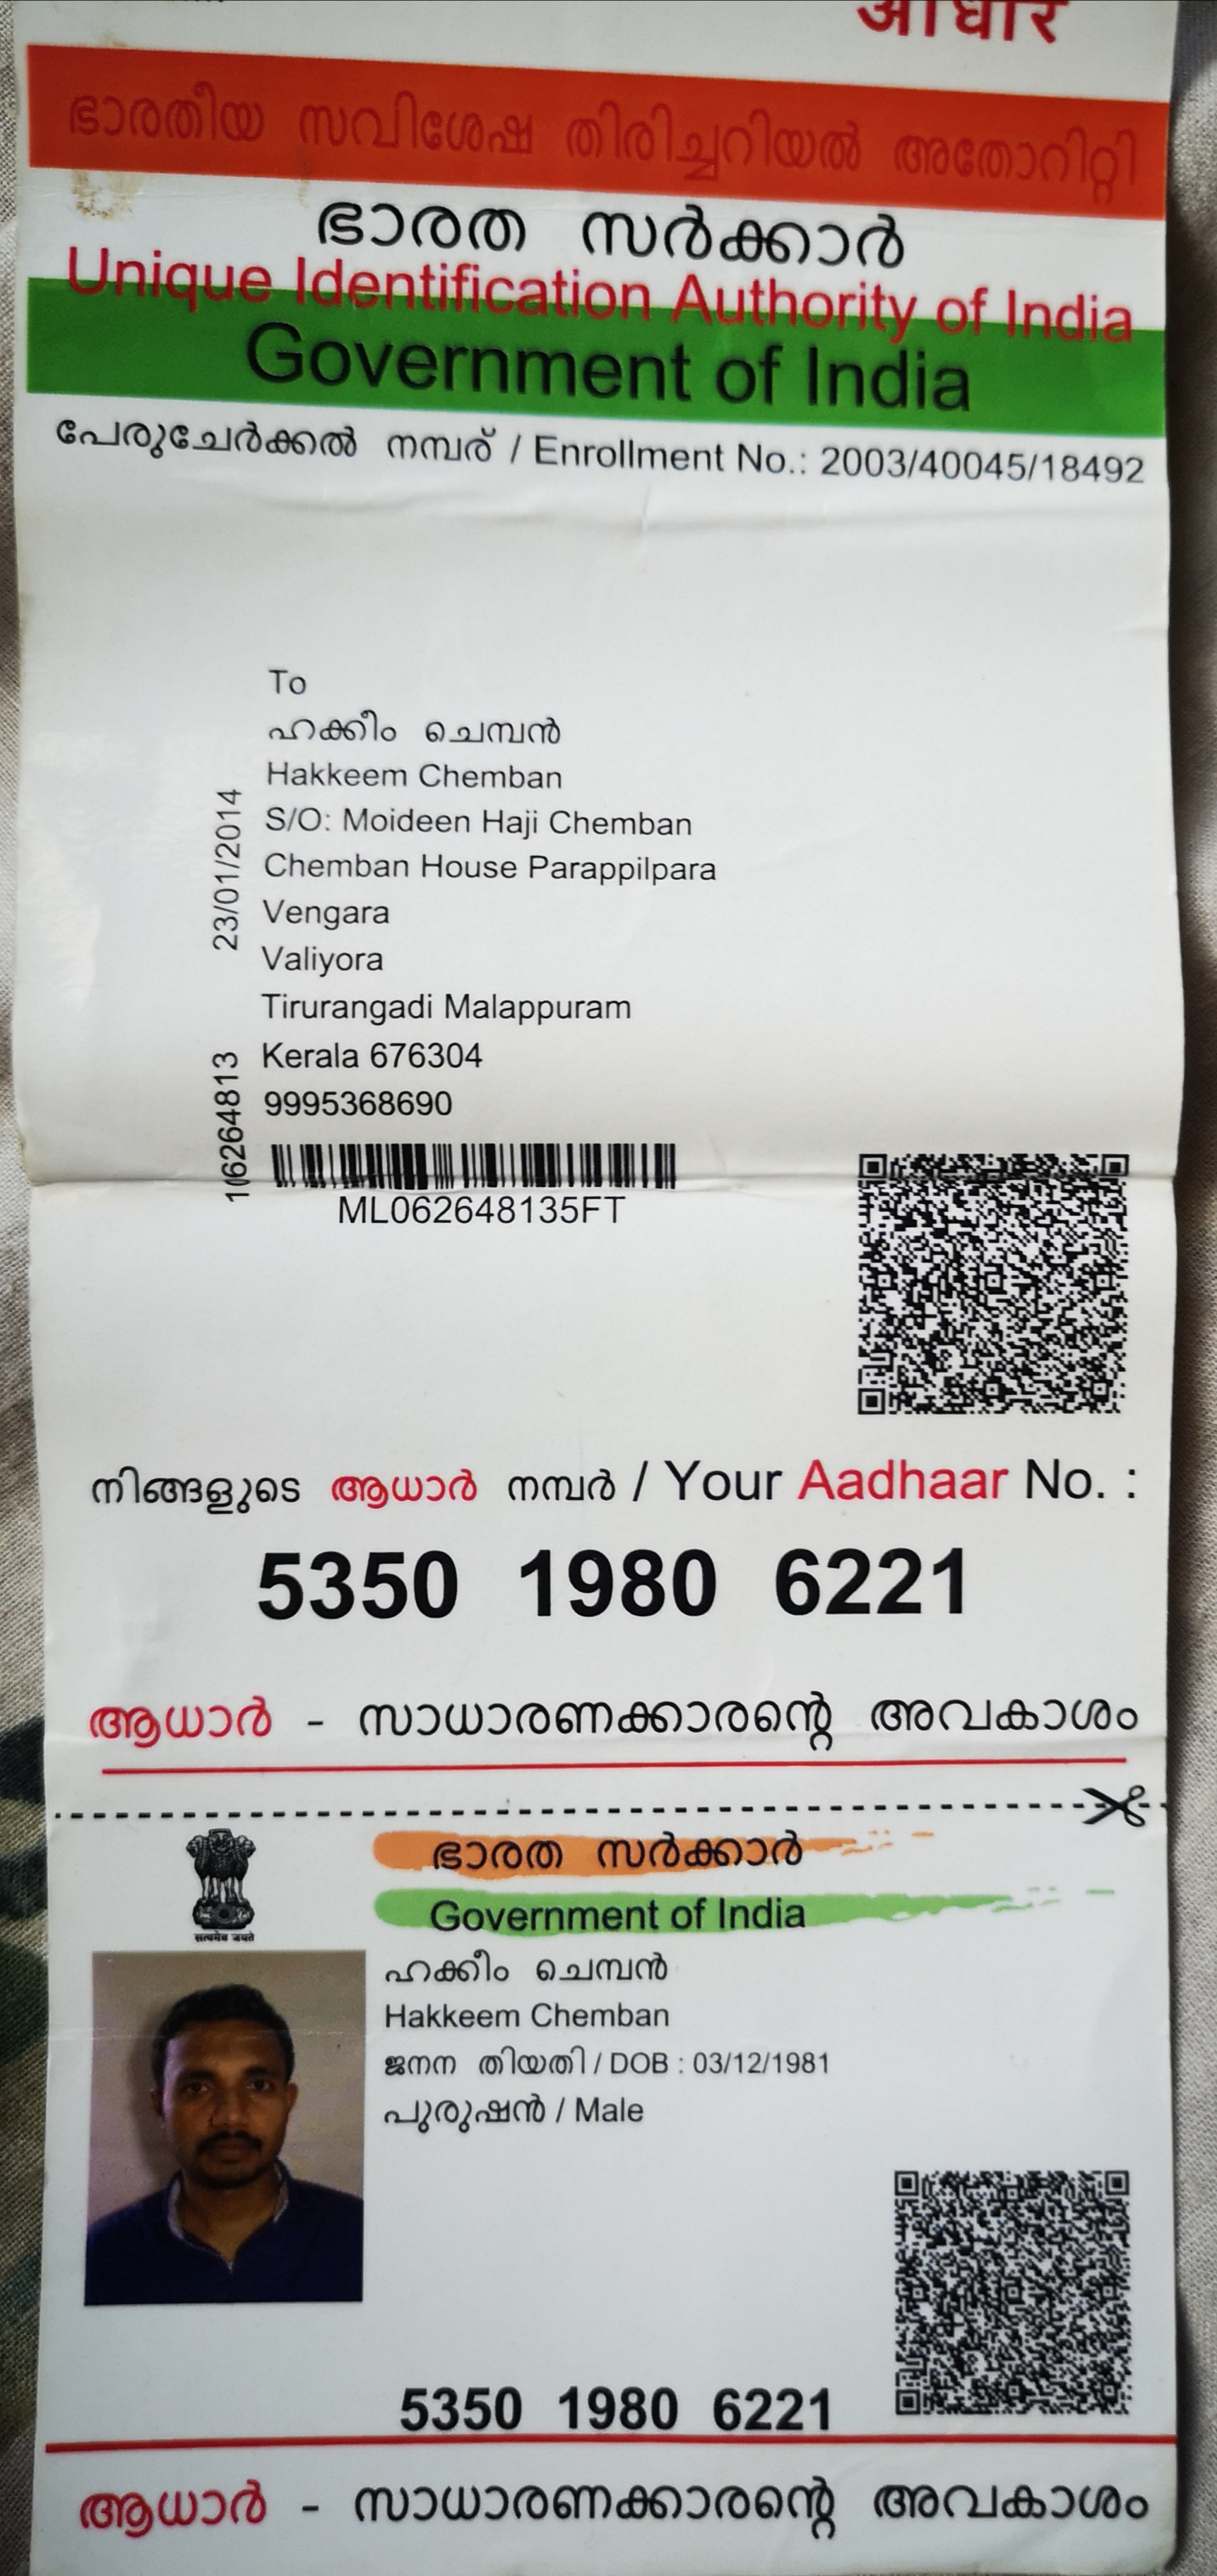 आधार
ഭാരതീയ സവിശേഷ തിരിച്ചറിയൽ അതോറിറ്റി
ഭാരത സർക്കാർ
Unique Identification Authority of India
Government of India
പേരുചേർക്കൽ നമ്പര് / Enrollment No.: 2003/40045/18492
To
ഹക്കീം ചെമ്പൻ
Hakkeem Chemban
S/O: Moideen Haji Chemban
Chemban House Parappilpara
Vengara
Valiyora
Tirurangadi Malappuram
Kerala 676304
9995368690
23/01/2014
106264813
ML062648135FT
നിങ്ങളുടെ ആധാർ നമ്പർ / Your Aadhaar No. :
5350 1980 6221
ആധാർ - സാധാരണക്കാരന്റെ അവകാശം
ഭാരത സർക്കാർ
Government of India
सत्यमेव जयते
ഹക്കീം ചെമ്പൻ
Hakkeem Chemban
ജനന തിയതി / DOB : 03/12/1981
പുരുഷൻ / Male
5350 1980 6221
ആധാർ - സാധാരണക്കാരന്റെ അവകാശം